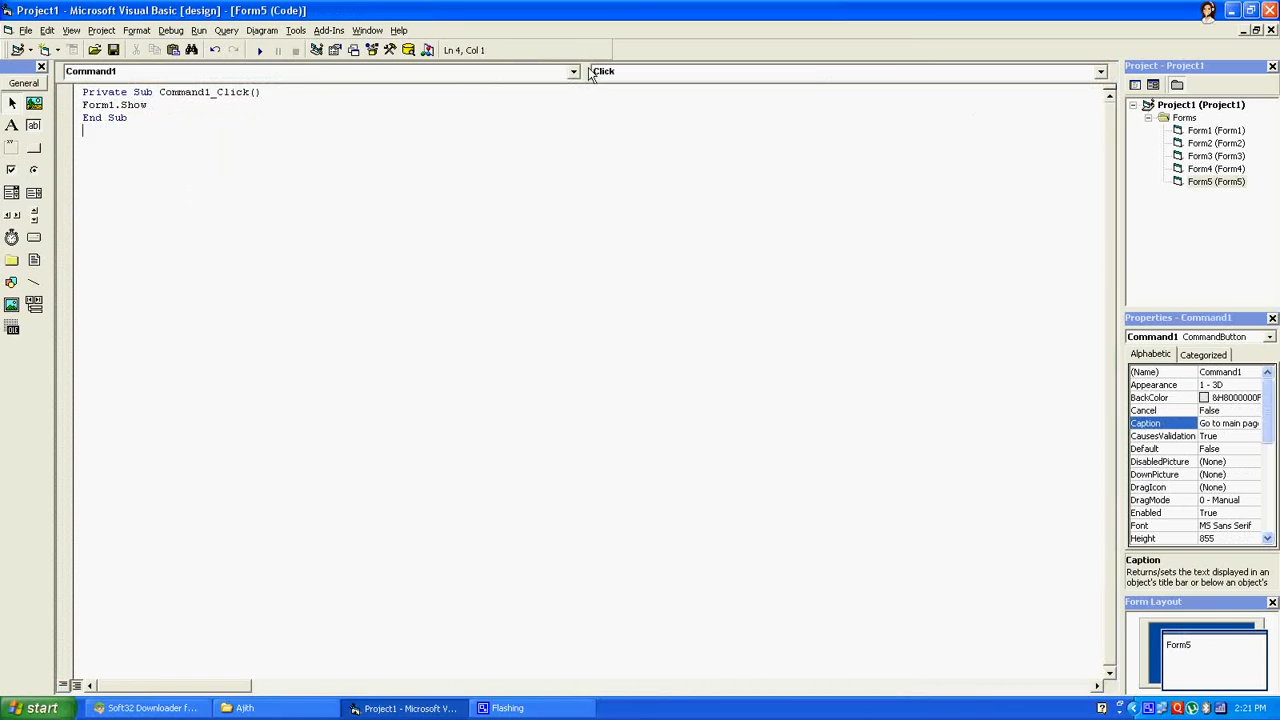 Project1 - Microsoft Visual Basic [design] - [Form5 (Code)]
File Edit View Project Format Debug Run Query Diagram Tools Add-Ins Window Help
Ln 4, Col 1
General
Command1
Click
Private Sub Command1_Click()
Form1.Show
End Sub
Project - Project1
Project1 (Project1)
Forms
Form1 (Form1)
Form2 (Form2)
Form3 (Form3)
Form4 (Form4)
Form5 (Form5)
Properties - Command1
Command1 CommandButton
Alphabetic Categorized
(Name) Command1
Appearance 1 - 3D
BackColor &H8000000F
Cancel False
Caption Go to main pag
CausesValidation True
Default False
DisabledPicture (None)
DownPicture (None)
DragIcon (None)
DragMode 0 - Manual
Enabled True
Font MS Sans Serif
Height 855
Caption
Returns/sets the text displayed in an
object's title bar or below an object's
Form Layout
Form5
start
Soft32 Downloader f...
Ajith
Project1 - Microsoft V...
Flashing
2:21 PM